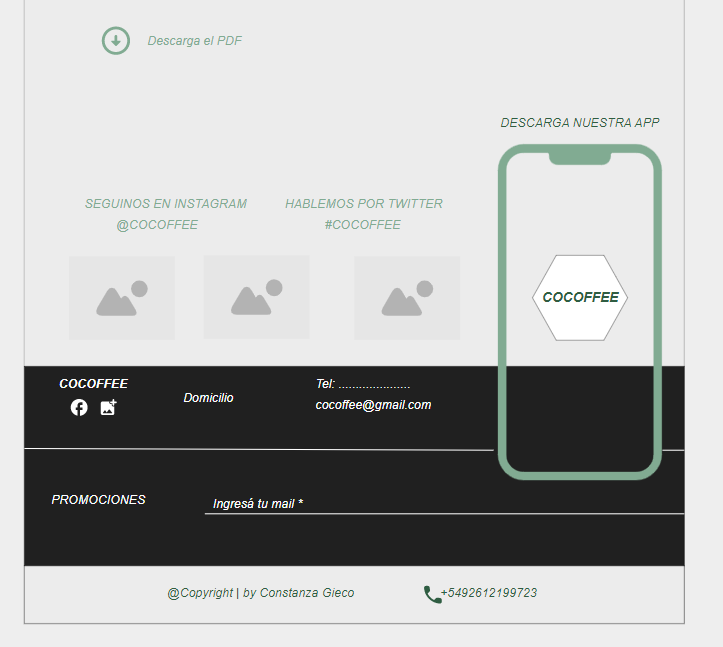 Descarga el PDF
DESCARGA NUESTRA APP
SEGUINOS EN INSTAGRAM
@COCOFFEE
HABLEMOS POR TWITTER
#COCOFFEE
COCOFFEE
COCOFFEE
Domicilio
Tel: .....................
cocoffee@gmail.com
PROMOCIONES
Ingresá tu mail *
@Copyright | by Constanza Gieco
+5492612199723